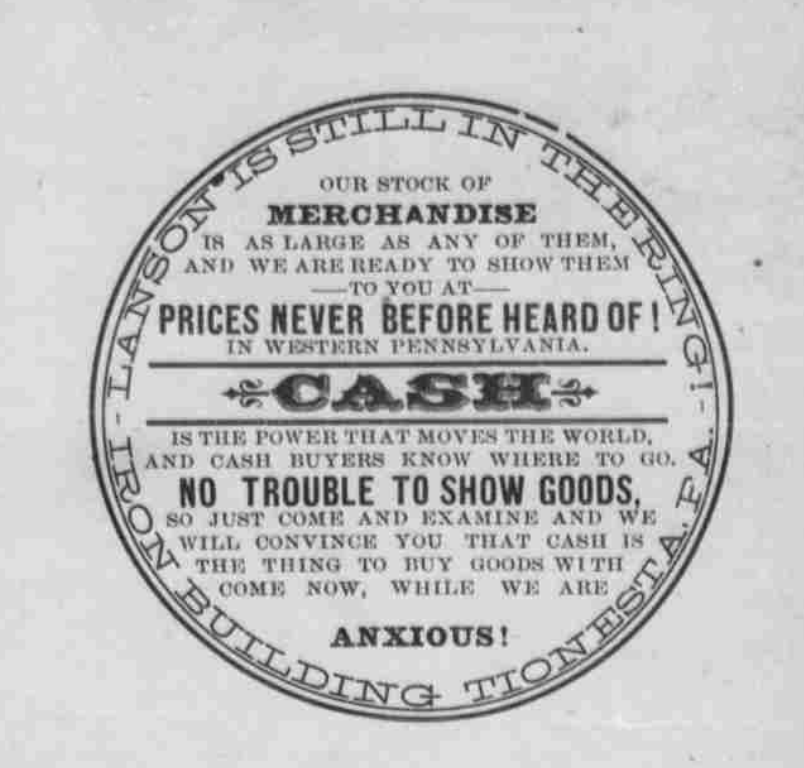 LANSON IS STILL IN THE RING!
OUR STOCK OF
MERCHANDISE
IS AS LARGE AS ANY OF THEM,
AND WE ARE READY TO SHOW THEM
—TO YOU AT—
PRICES NEVER BEFORE HEARD OF!
IN WESTERN PENNSYLVANIA.
CASH
IS THE POWER THAT MOVES THE WORLD,
AND CASH BUYERS KNOW WHERE TO GO.
NO TROUBLE TO SHOW GOODS,
SO JUST COME AND EXAMINE AND WE
WILL CONVINCE YOU THAT CASH IS
THE THING TO BUY GOODS WITH
COME NOW, WHILE WE ARE
ANXIOUS!
IRON BUILDING TIONESTA, PA.